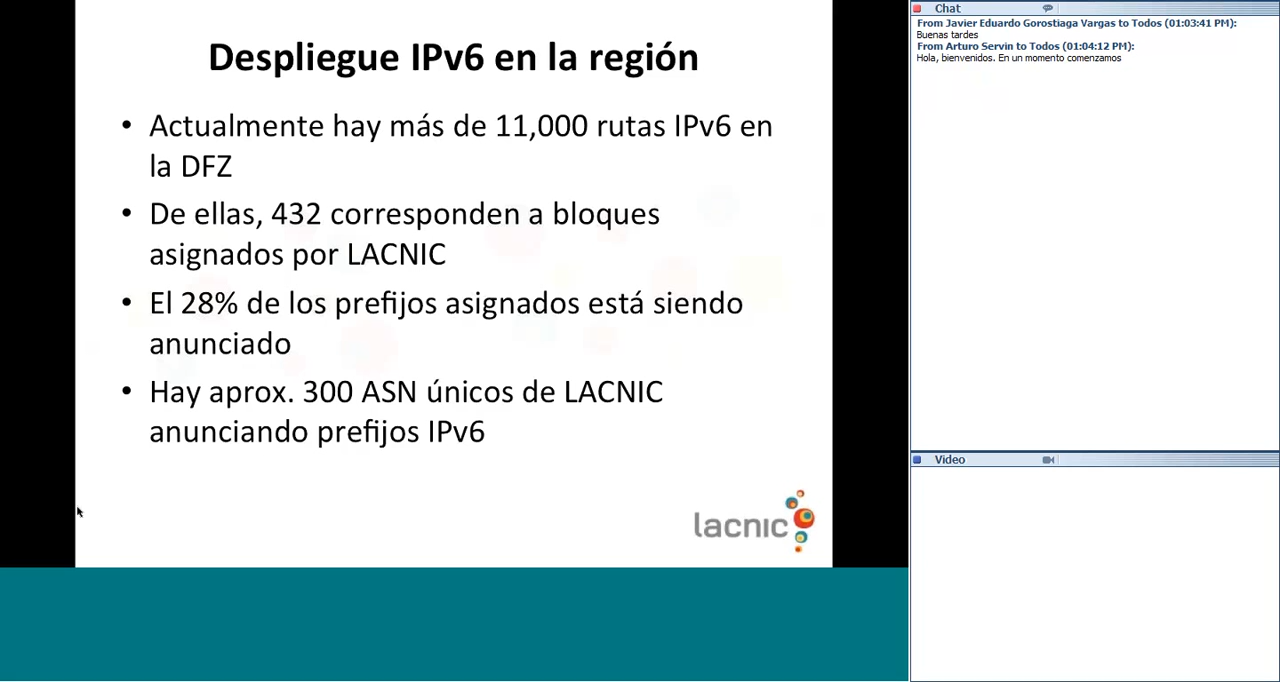 Despliegue IPv6 en la región
• Actualmente hay más de 11,000 rutas IPv6 en
la DFZ
• De ellas, 432 corresponden a bloques
asignados por LACNIC
• El 28% de los prefijos asignados está siendo
anunciado
• Hay aprox. 300 ASN únicos de LACNIC
anunciando prefijos IPv6
lacnic
Chat
From Javier Eduardo Gorostiaga Vargas to Todos (01:03:41 PM):
Buenas tardes
From Arturo Servin to Todos (01:04:12 PM):
Hola, bienvenidos. En un momento comenzamos
Video